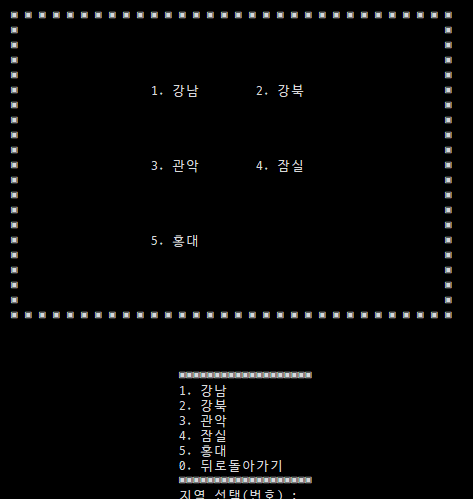 1. 강남 2. 강북
3. 관악 4. 잠실
5. 홍대
1. 강남
2. 강북
3. 관악
4. 잠실
5. 홍대
0. 뒤로돌아가기
지역 선택(번호) :